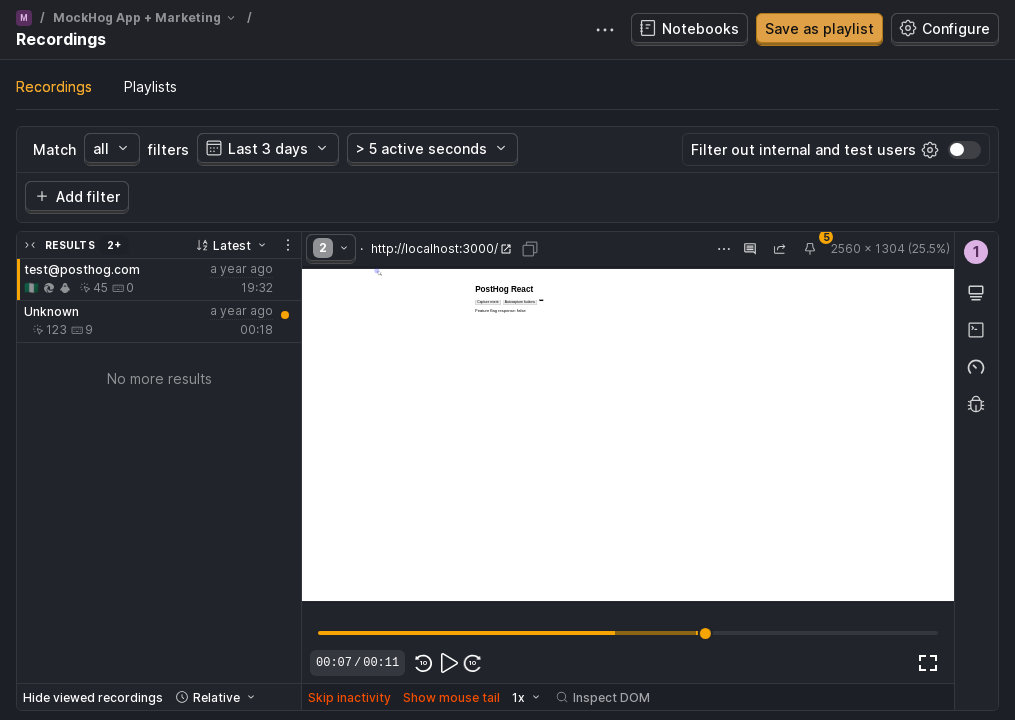 M / MockHog App + Marketing /
Recordings
Notebooks
Save as playlist
Configure
Recordings
Playlists
Match all filters
Last 3 days
> 5 active seconds
Filter out internal and test users
Add filter
RESULTS 2+
Latest
test@posthog.com a year ago
45 0 19:32
Unknown a year ago
123 9 00:18
No more results
2 · http://localhost:3000/
5
2560 × 1304 (25.5%)
1
PostHog React
Capture event Autocapture buttons
Feature flag response: false
00:07 / 00:11
10
10
Hide viewed recordings
Relative
Skip inactivity
Show mouse tail
1x
Inspect DOM